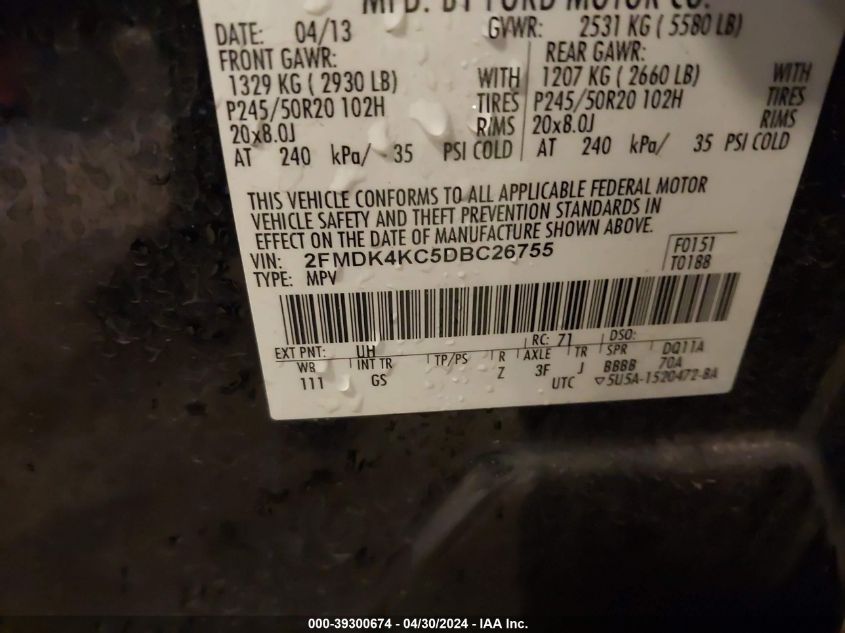 MFD. BY FORD MOTOR CO.
DATE: 04/13 GVWR: 2531 KG ( 5580 LB)
FRONT GAWR: REAR GAWR:
1329 KG ( 2930 LB) WITH 1207 KG ( 2660 LB) WITH
P245/50R20 102H TIRES P245/50R20 102H TIRES
20x8.0J RIMS 20x8.0J RIMS
AT 240 kPa/ 35 PSI COLD AT 240 kPa/ 35 PSI COLD
THIS VEHICLE CONFORMS TO ALL APPLICABLE FEDERAL MOTOR
VEHICLE SAFETY AND THEFT PREVENTION STANDARDS IN
EFFECT ON THE DATE OF MANUFACTURE SHOWN ABOVE.
VIN: 2FMDK4KC5DBC26755 F0151
TYPE: MPV T0188
EXT PNT: UH RC: 71 DSO:
WB INT TR TP/PS R AXLE TR SPR DQ11A
111 GS Z 3F J BBBB 70A
UTC ▽5U5A-1520472-BA
000-39300674 - 04/30/2024 - IAA Inc.